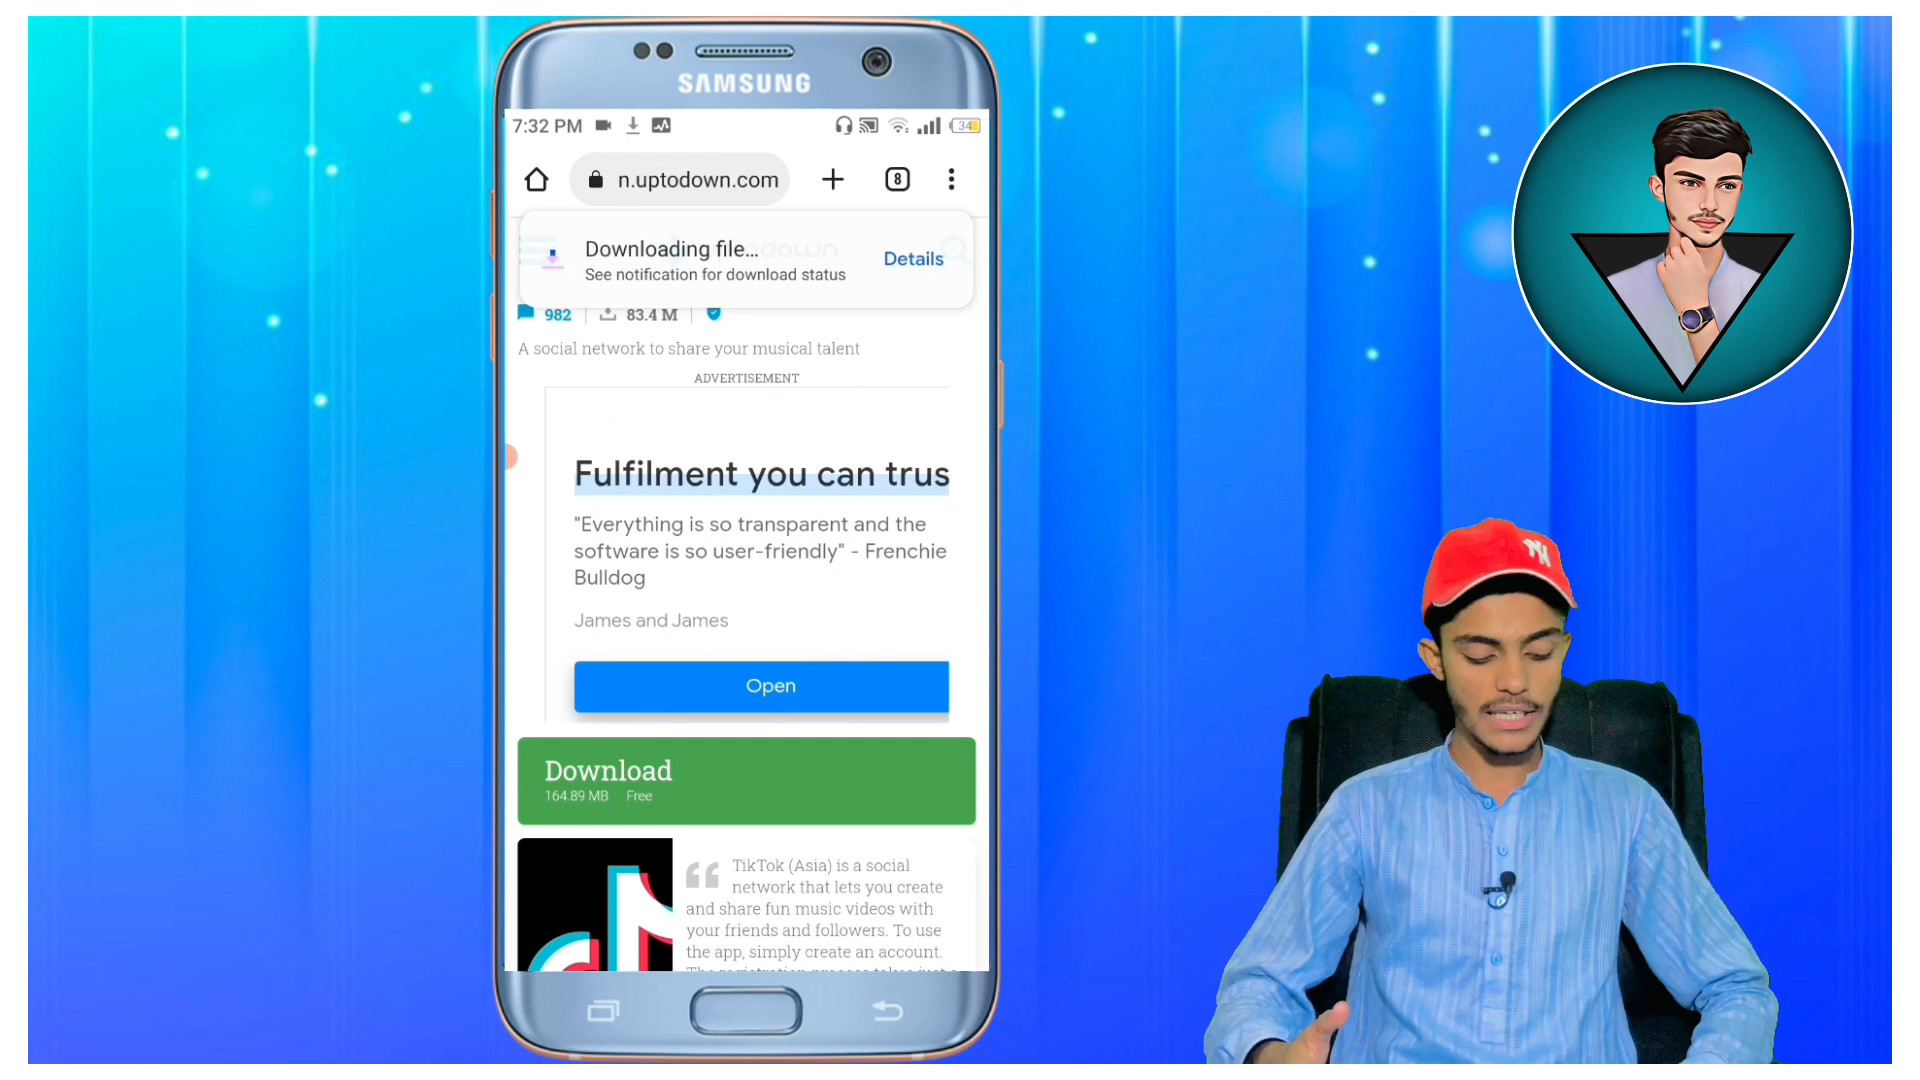 SAMSUNG
7:32 PM
34
n.uptodown.com
8
Downloading file...
See notification for download status
Details
982
83.4 M
A social network to share your musical talent
ADVERTISEMENT
Fulfilment you can trus
"Everything is so transparent and the
software is so user-friendly" - Frenchie
Bulldog
James and James
Open
Download
164.89 MB Free
TikTok (Asia) is a social
network that lets you create
and share fun music videos with
your friends and followers. To use
the app, simply create an account.
NY